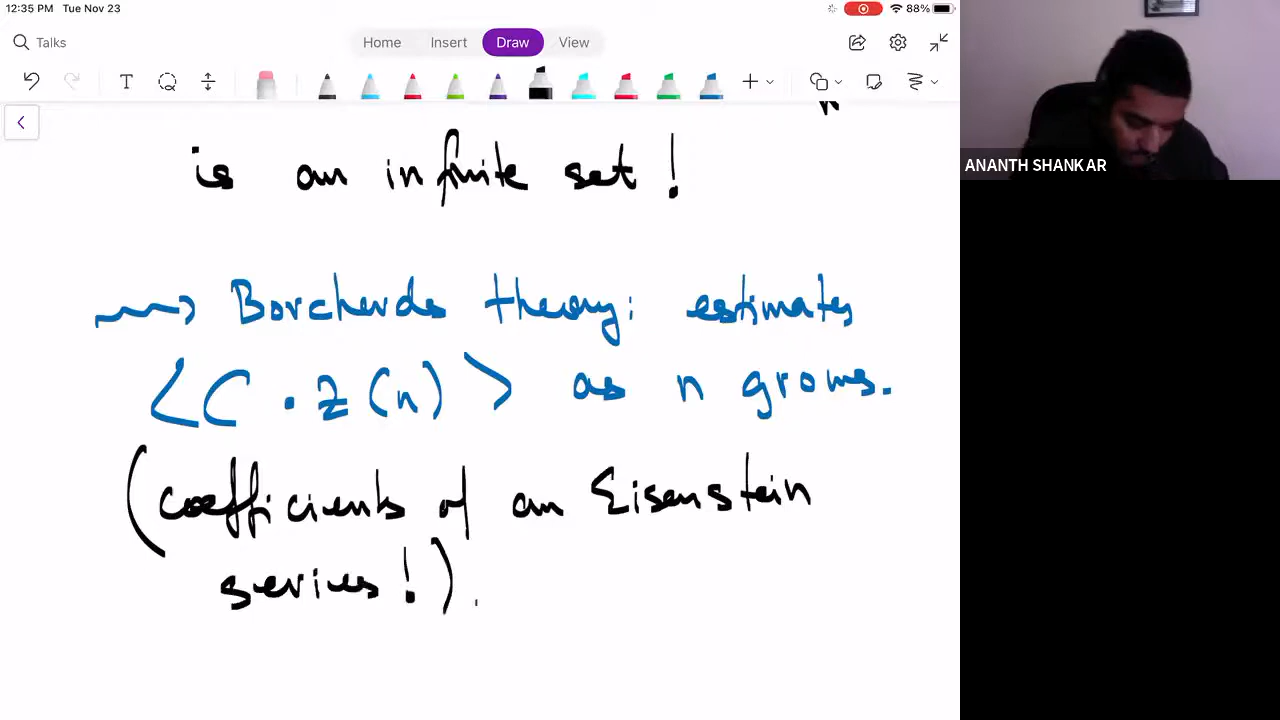 12:35 PM Tue Nov 23
88%
Talks
Home Insert Draw View
T
n
is an infinite set!
ANANTH SHANKAR
⇝ Borcherds theory: estimates
<C . Z(n)> as n grows.
(coefficients of an Eisenstein
series!).